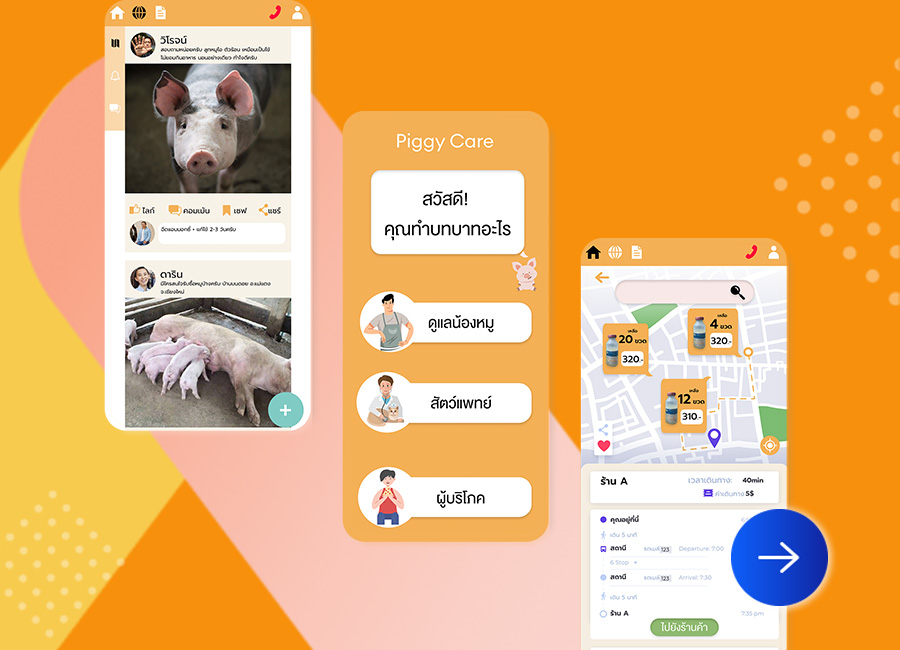 วิโรจน์
สอบถามหน่อยครับ ลูกหมูไอ ตัวร้อน เหมือนเป็นไข้
ไม่ยอมกินอาหาร นอนอย่างเดียว ทำไงดีครับ
ไลก์ คอมเม้น เซฟ แชร์
ฉีดแอมมอกซี่ + แก้ไข้ 2-3 วันครับ
ดาริน
มีใครสนใจรับซื้อหมูบ้างครับ บ้านบนดอย อ.แม่แตง
จ.เชียงใหม่
Piggy Care
สวัสดี!
คุณทำบทบาทอะไร
ดูแลน้องหมู
สัตว์แพทย์
ผู้บริโภค
เหลือ
4 ขวด
320.-
เหลือ
20 ขวด
320.-
เหลือ
12 ขวด
310.-
ร้าน A
เวลาเดินทาง: 40min
ค่าเดินทาง 5$
คุณอยู่ที่นี่
เดิน 5 นาที
สถานี รถเมล์ 123 Departure: 7:00
6 Stop
สถานี รถเมล์ 123 Arrival: 7:30
เดิน 5 นาที
ร้าน A 7:35 pm
ไปยังร้านค้า